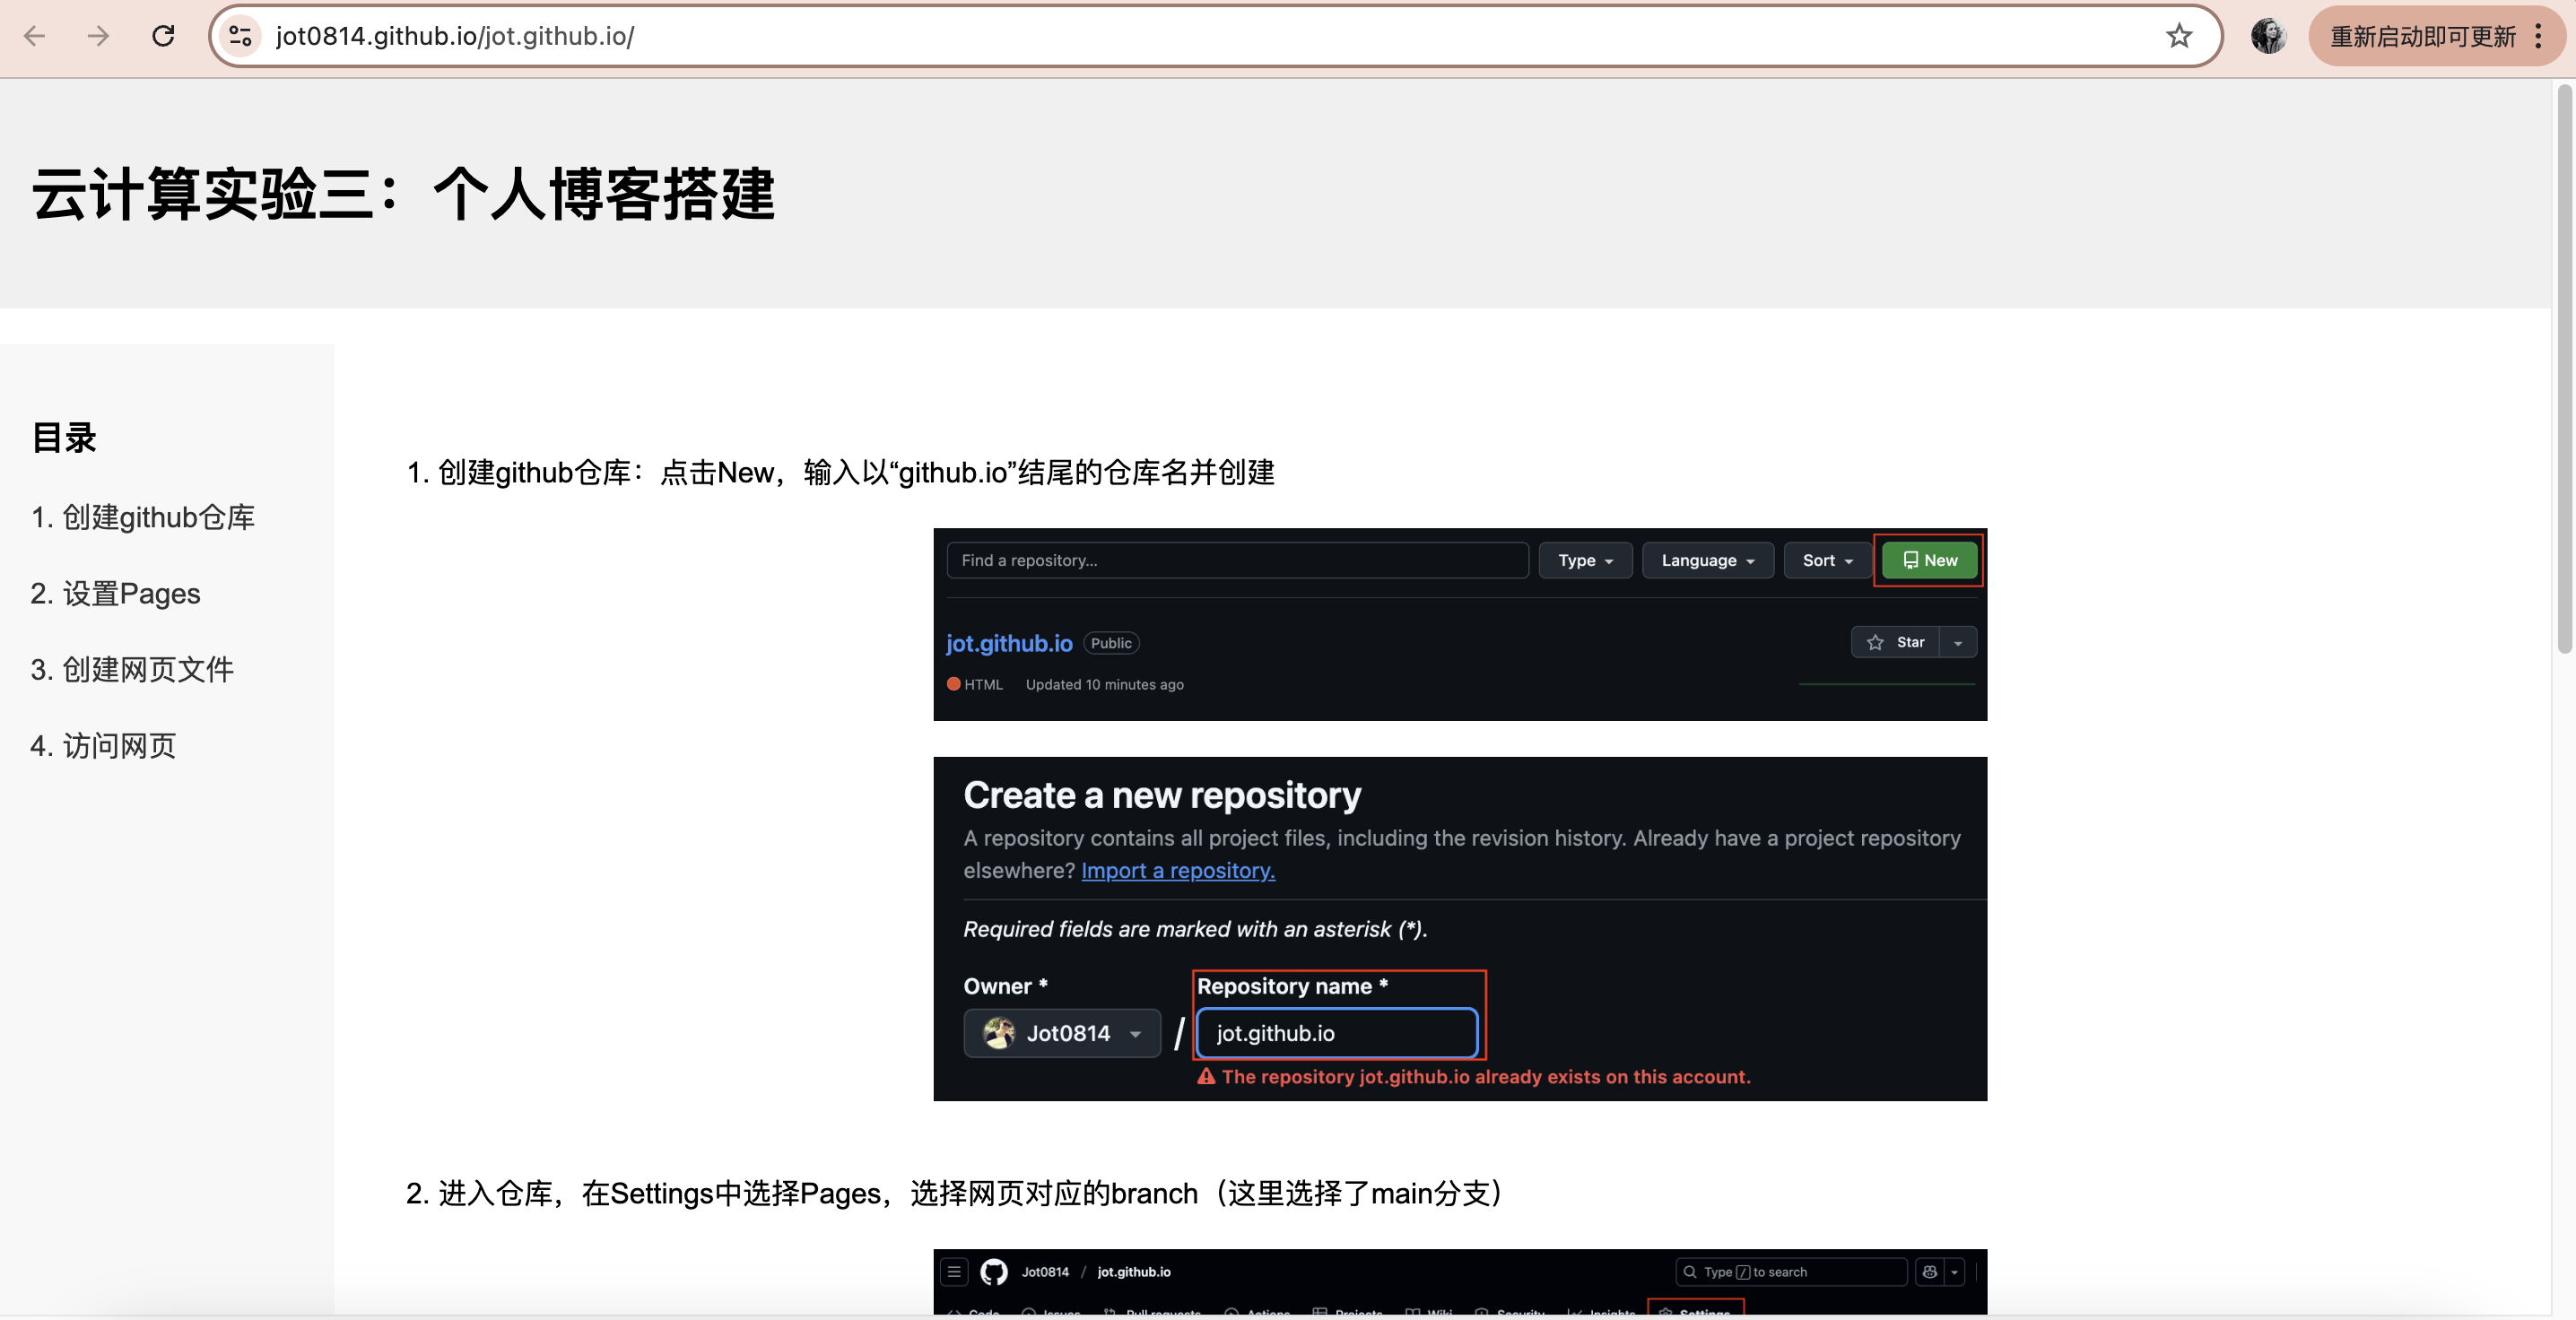 jot0814.github.io/jot.github.io/
重新启动即可更新
云计算实验三：个人博客搭建
目录
1. 创建github仓库
2. 设置Pages
3. 创建网页文件
4. 访问网页
1. 创建github仓库：点击New，输入以“github.io”结尾的仓库名并创建
Find a repository... Type Language Sort New
jot.github.io Public Star
HTML Updated 10 minutes ago
Create a new repository
A repository contains all project files, including the revision history. Already have a project repository
elsewhere? Import a repository.
Required fields are marked with an asterisk (*).
Owner * Repository name *
Jot0814 / jot.github.io
The repository jot.github.io already exists on this account.
2. 进入仓库，在Settings中选择Pages，选择网页对应的branch（这里选择了main分支）
Jot0814 / jot.github.io Type / to search
Code Issues Pull requests Actions Projects Wiki Security Insights Settings